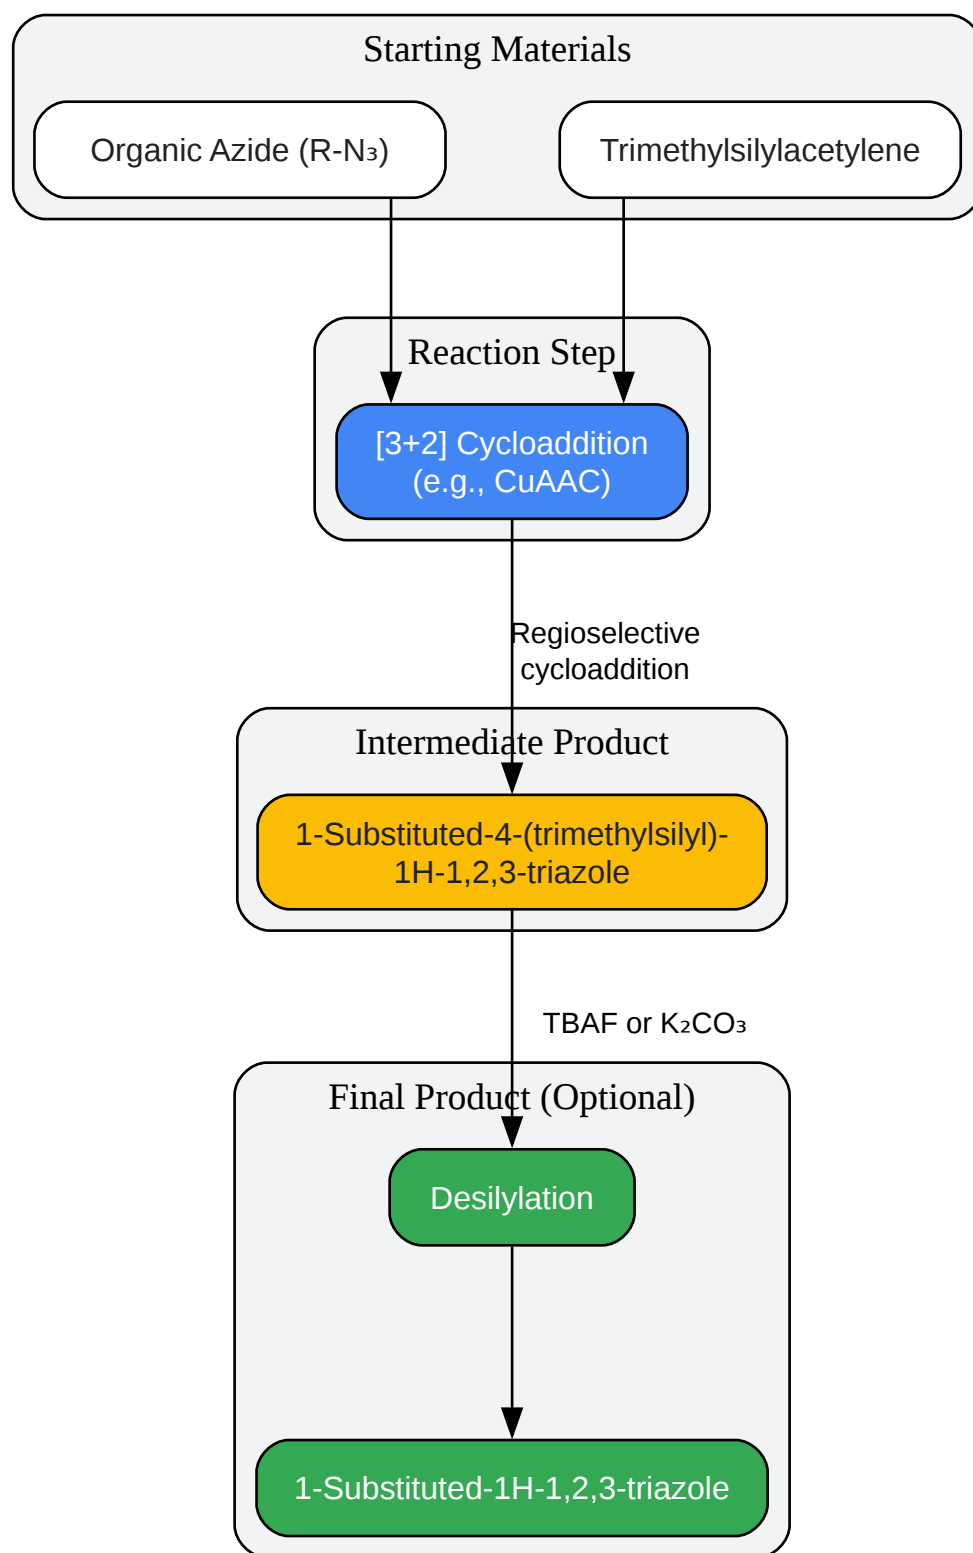 Starting Materials
Organic Azide (R-N₃)
Trimethylsilylacetylene
Reaction Step
[3+2] Cycloaddition
(e.g., CuAAC)
Regioselective
cycloaddition
Intermediate Product
1-Substituted-4-(trimethylsilyl)-
1H-1,2,3-triazole
TBAF or K₂CO₃
Final Product (Optional)
Desilylation
1-Substituted-1H-1,2,3-triazole